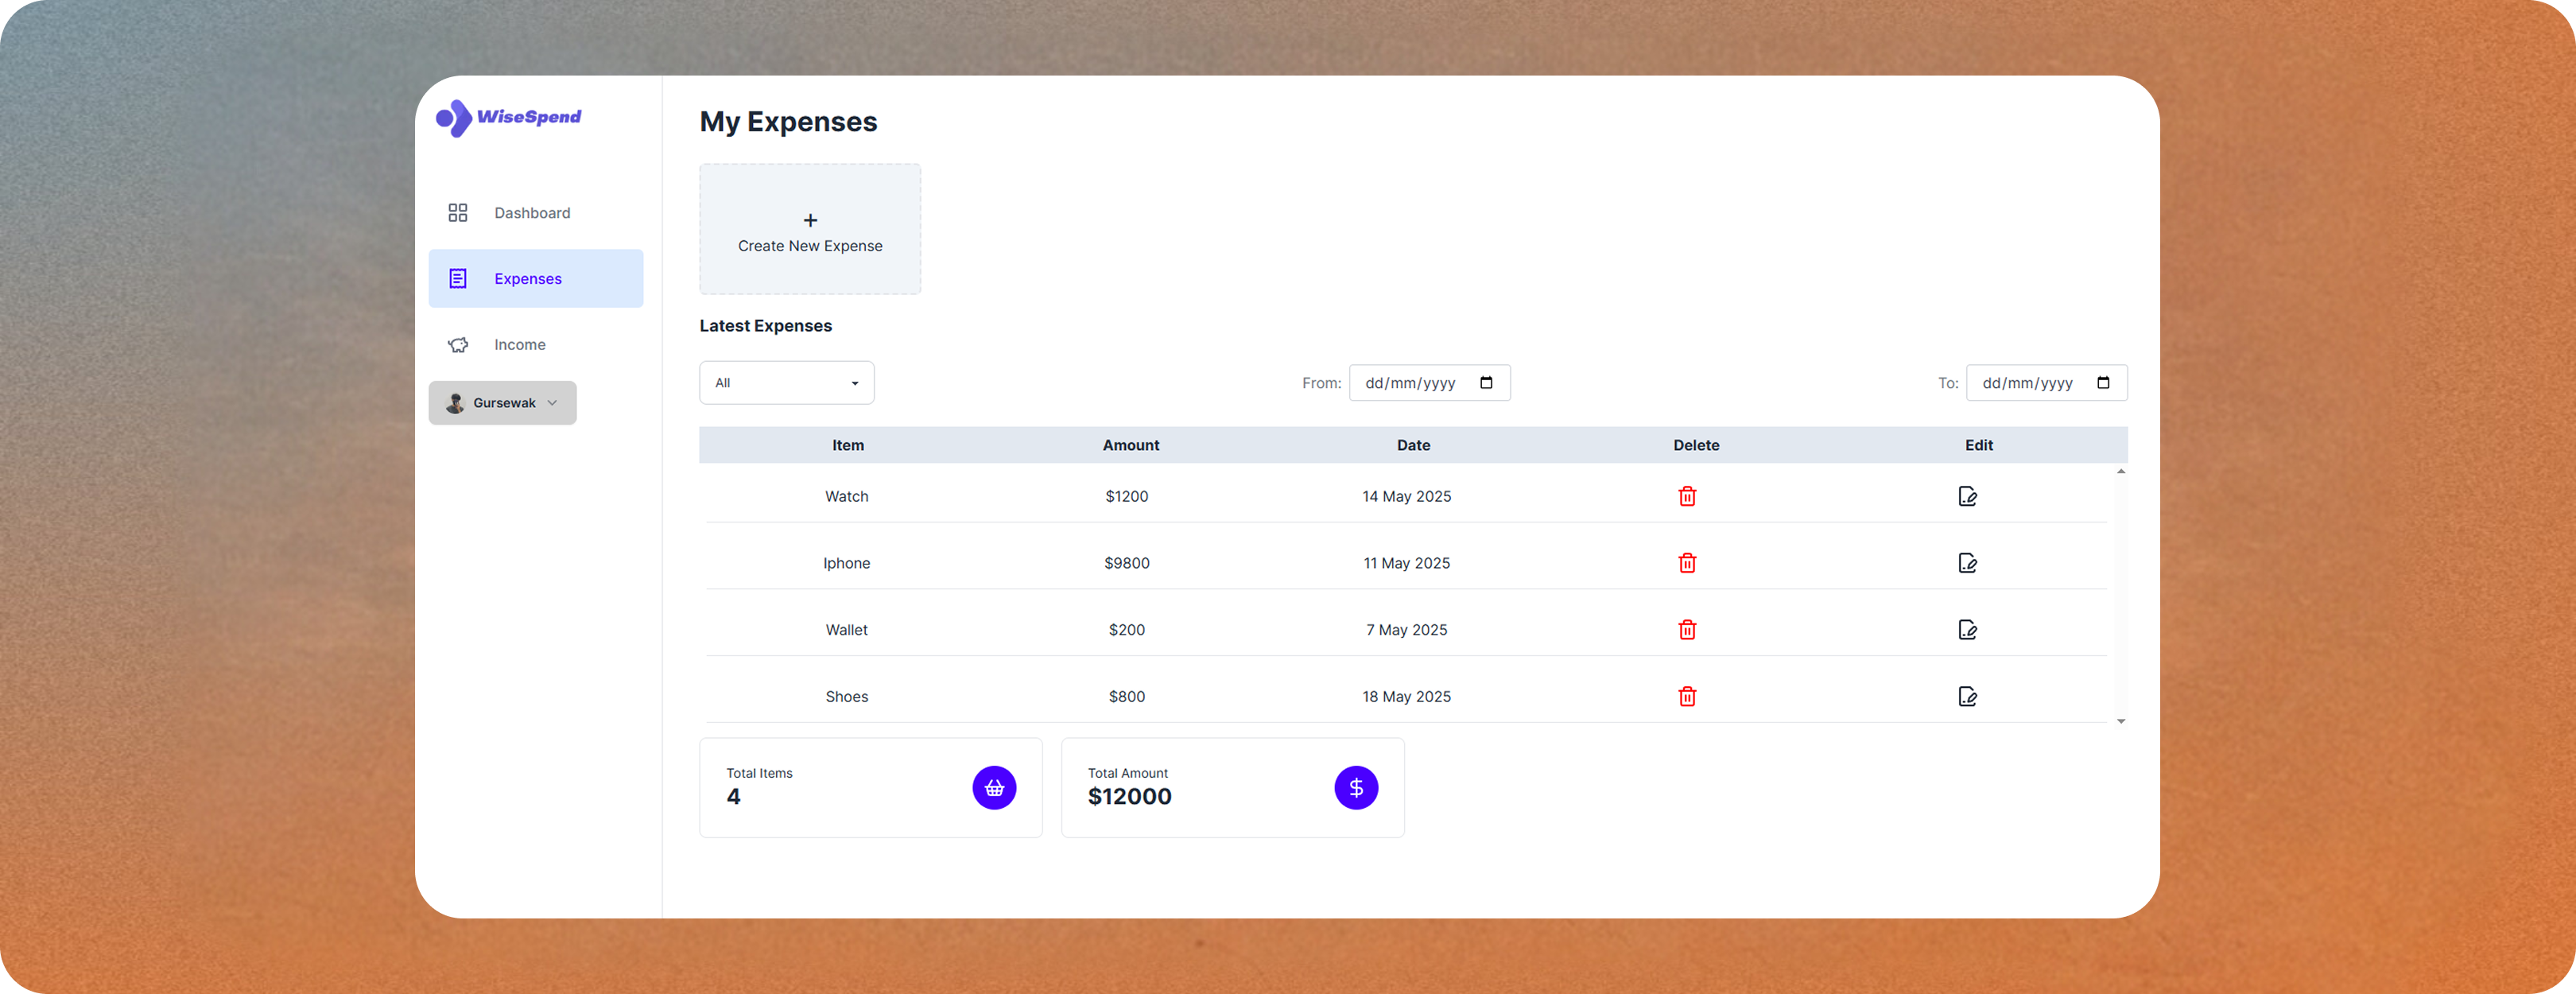 WiseSpend
Dashboard
Expenses
Income
Gursewak
My Expenses
+
Create New Expense
Latest Expenses
All
From: dd/mm/yyyy
To: dd/mm/yyyy
Item Amount Date Delete Edit
Watch $1200 14 May 2025
Iphone $9800 11 May 2025
Wallet $200 7 May 2025
Shoes $800 18 May 2025
Total Items
4
Total Amount
$12000
$